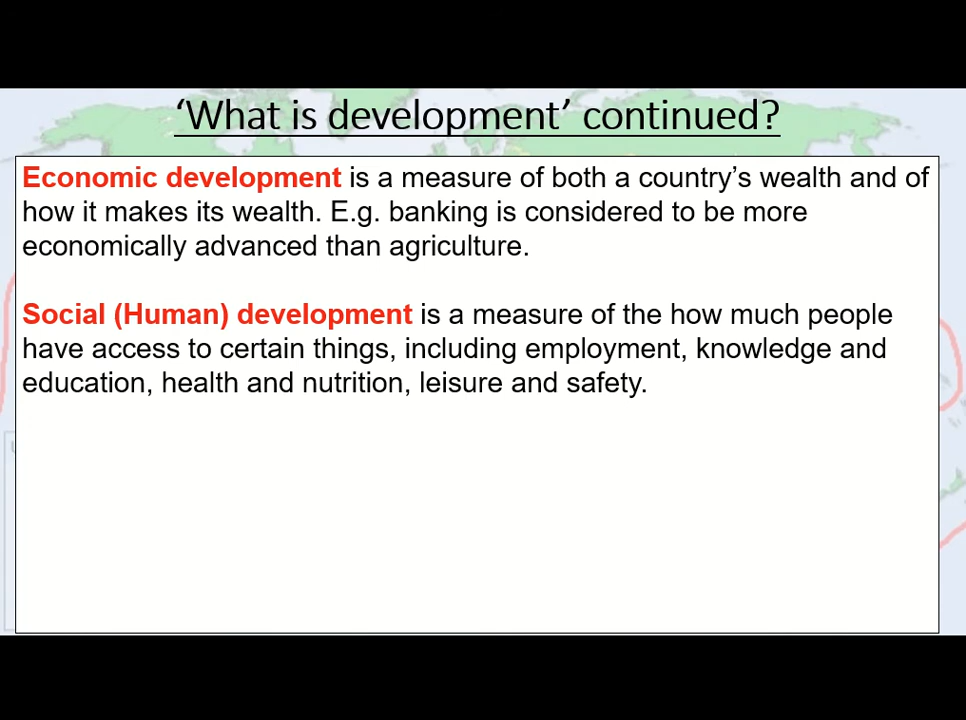 ‘What is development’ continued?
Economic development is a measure of both a country’s wealth and of
how it makes its wealth. E.g. banking is considered to be more
economically advanced than agriculture.
Social (Human) development is a measure of the how much people
have access to certain things, including employment, knowledge and
education, health and nutrition, leisure and safety.